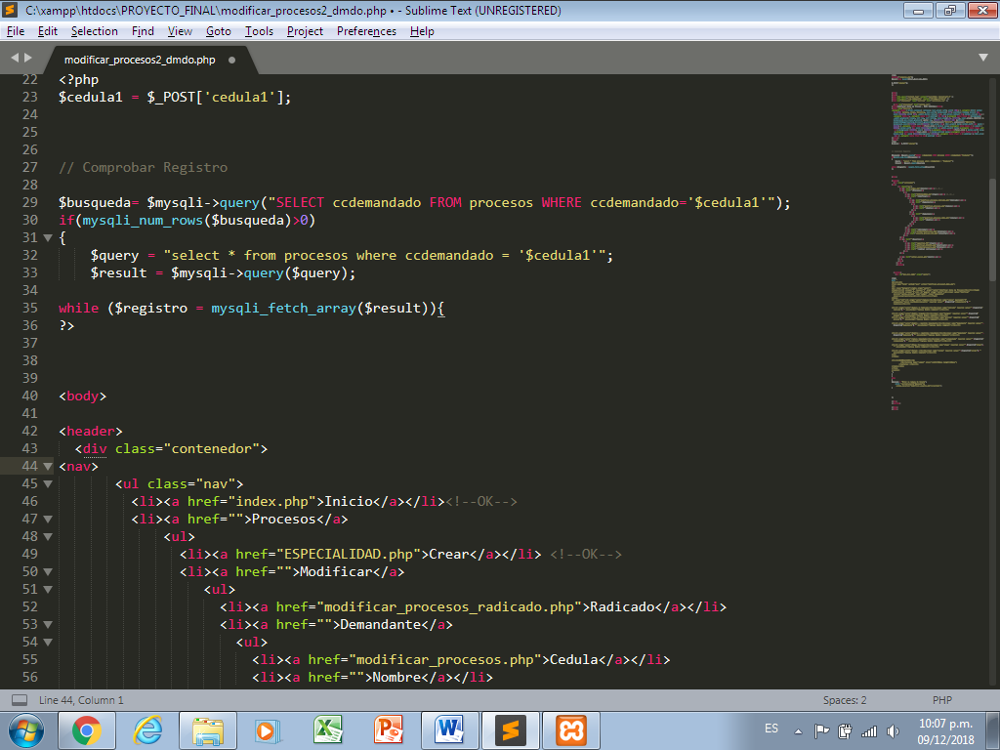 C:\xampp\htdocs\PROYECTO_FINAL\modificar_procesos2_dmdo.php • - Sublime Text (UNREGISTERED)
File Edit Selection Find View Goto Tools Project Preferences Help
modificar_procesos2_dmdo.php
22 <?php
23 $cedula1 = $_POST['cedula1'];
24
25
26
27 // Comprobar Registro
28
29 $busqueda= $mysqli->query("SELECT ccdemandado FROM procesos WHERE ccdemandado='$cedula1'");
30 if(mysqli_num_rows($busqueda)>0)
31 {
32 $query = "select * from procesos where ccdemandado = '$cedula1'";
33 $result = $mysqli->query($query);
34
35 while ($registro = mysqli_fetch_array($result)){
36 ?>
37
38
39
40 <body>
41
42 <header>
43 <div class="contenedor">
44 <nav>
45 <ul class="nav">
46 <li><a href="index.php">Inicio</a></li><!--OK-->
47 <li><a href="">Procesos</a>
48 <ul>
49 <li><a href="ESPECIALIDAD.php">Crear</a></li> <!--OK-->
50 <li><a href="">Modificar</a>
51 <ul>
52 <li><a href="modificar_procesos_radicado.php">Radicado</a></li>
53 <li><a href="">Demandante</a>
54 <ul>
55 <li><a href="modificar_procesos.php">Cedula</a></li>
56 <li><a href="">Nombre</a></li>
Line 44, Column 1 Spaces: 2 PHP
ES
10:07 p.m.
09/12/2018